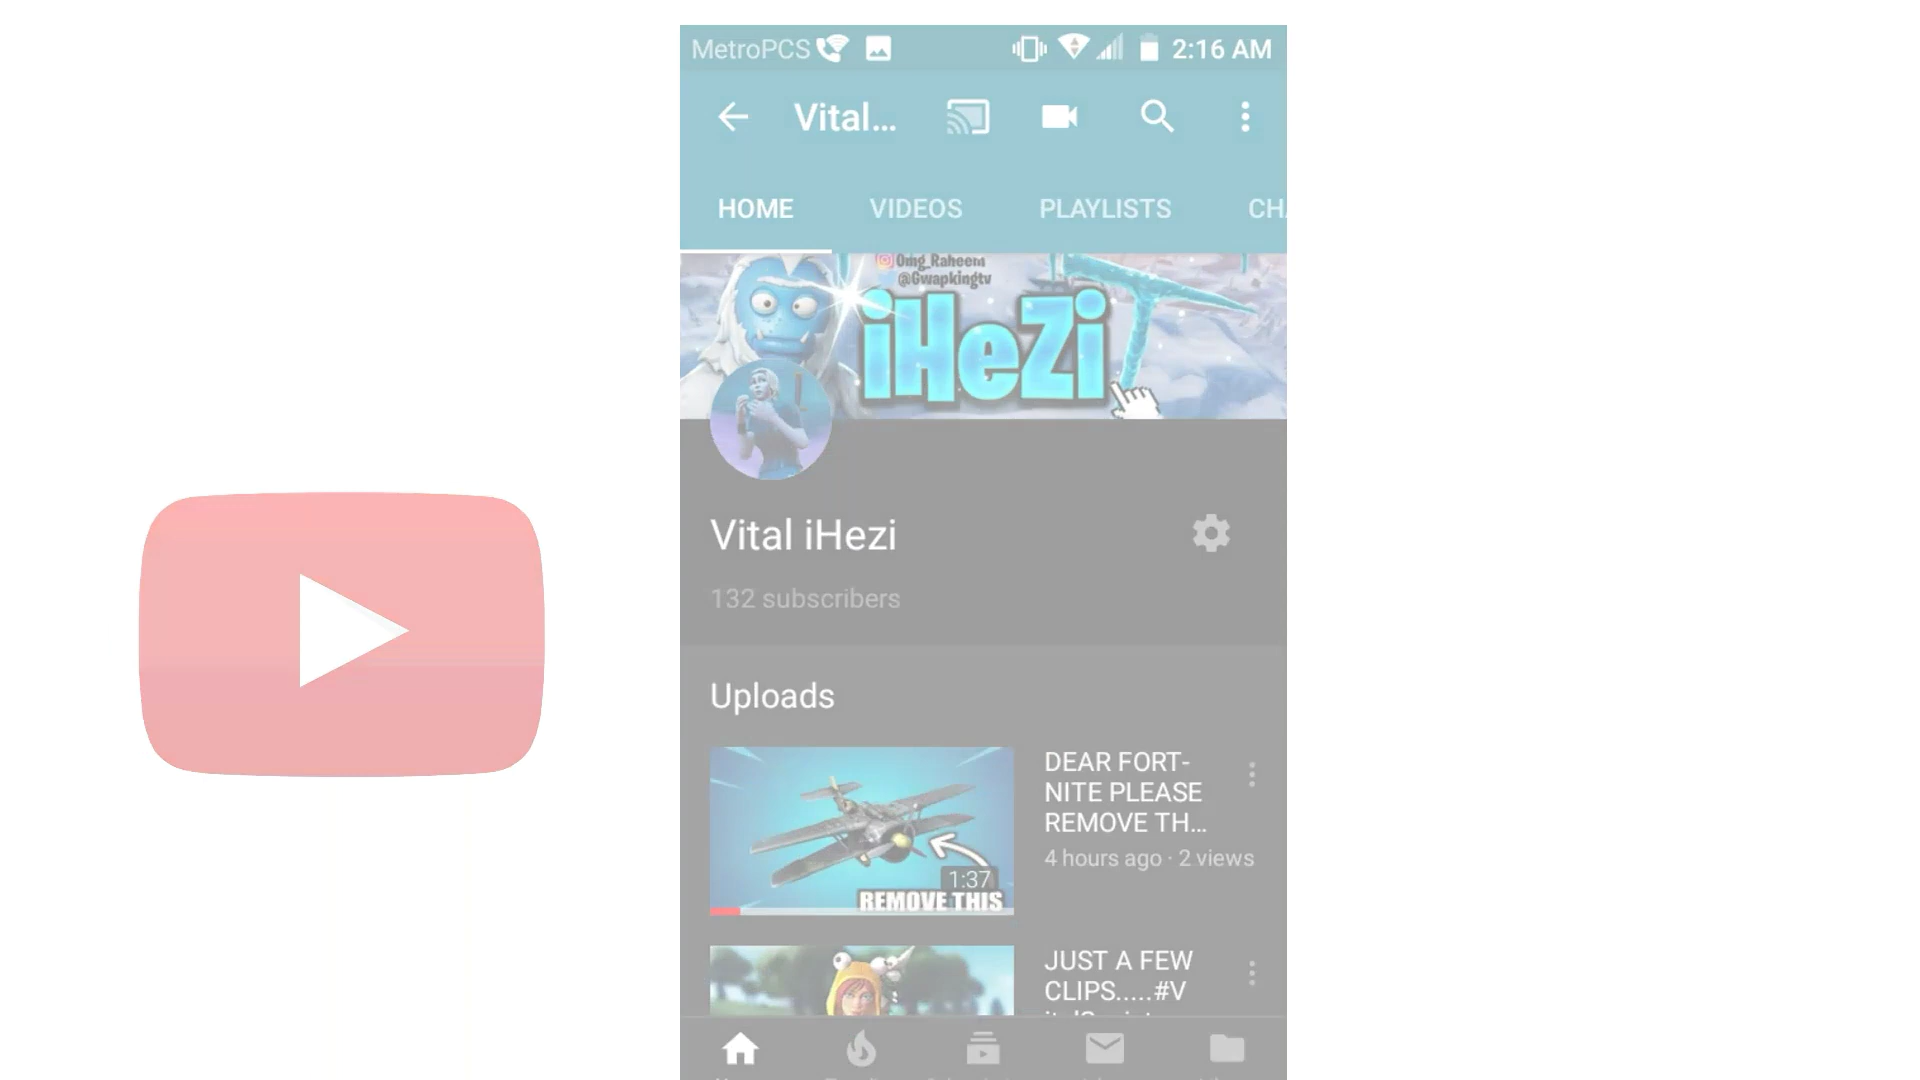 MetroPCS 2:16 AM
Vital...
HOME VIDEOS PLAYLISTS CHA
Omg_Raheem
@Gwapkingtv
iHeZi
Vital iHezi
132 subscribers
Uploads
DEAR FORT-
NITE PLEASE
REMOVE TH...
4 hours ago · 2 views
1:37
REMOVE THIS
JUST A FEW
CLIPS.....#V